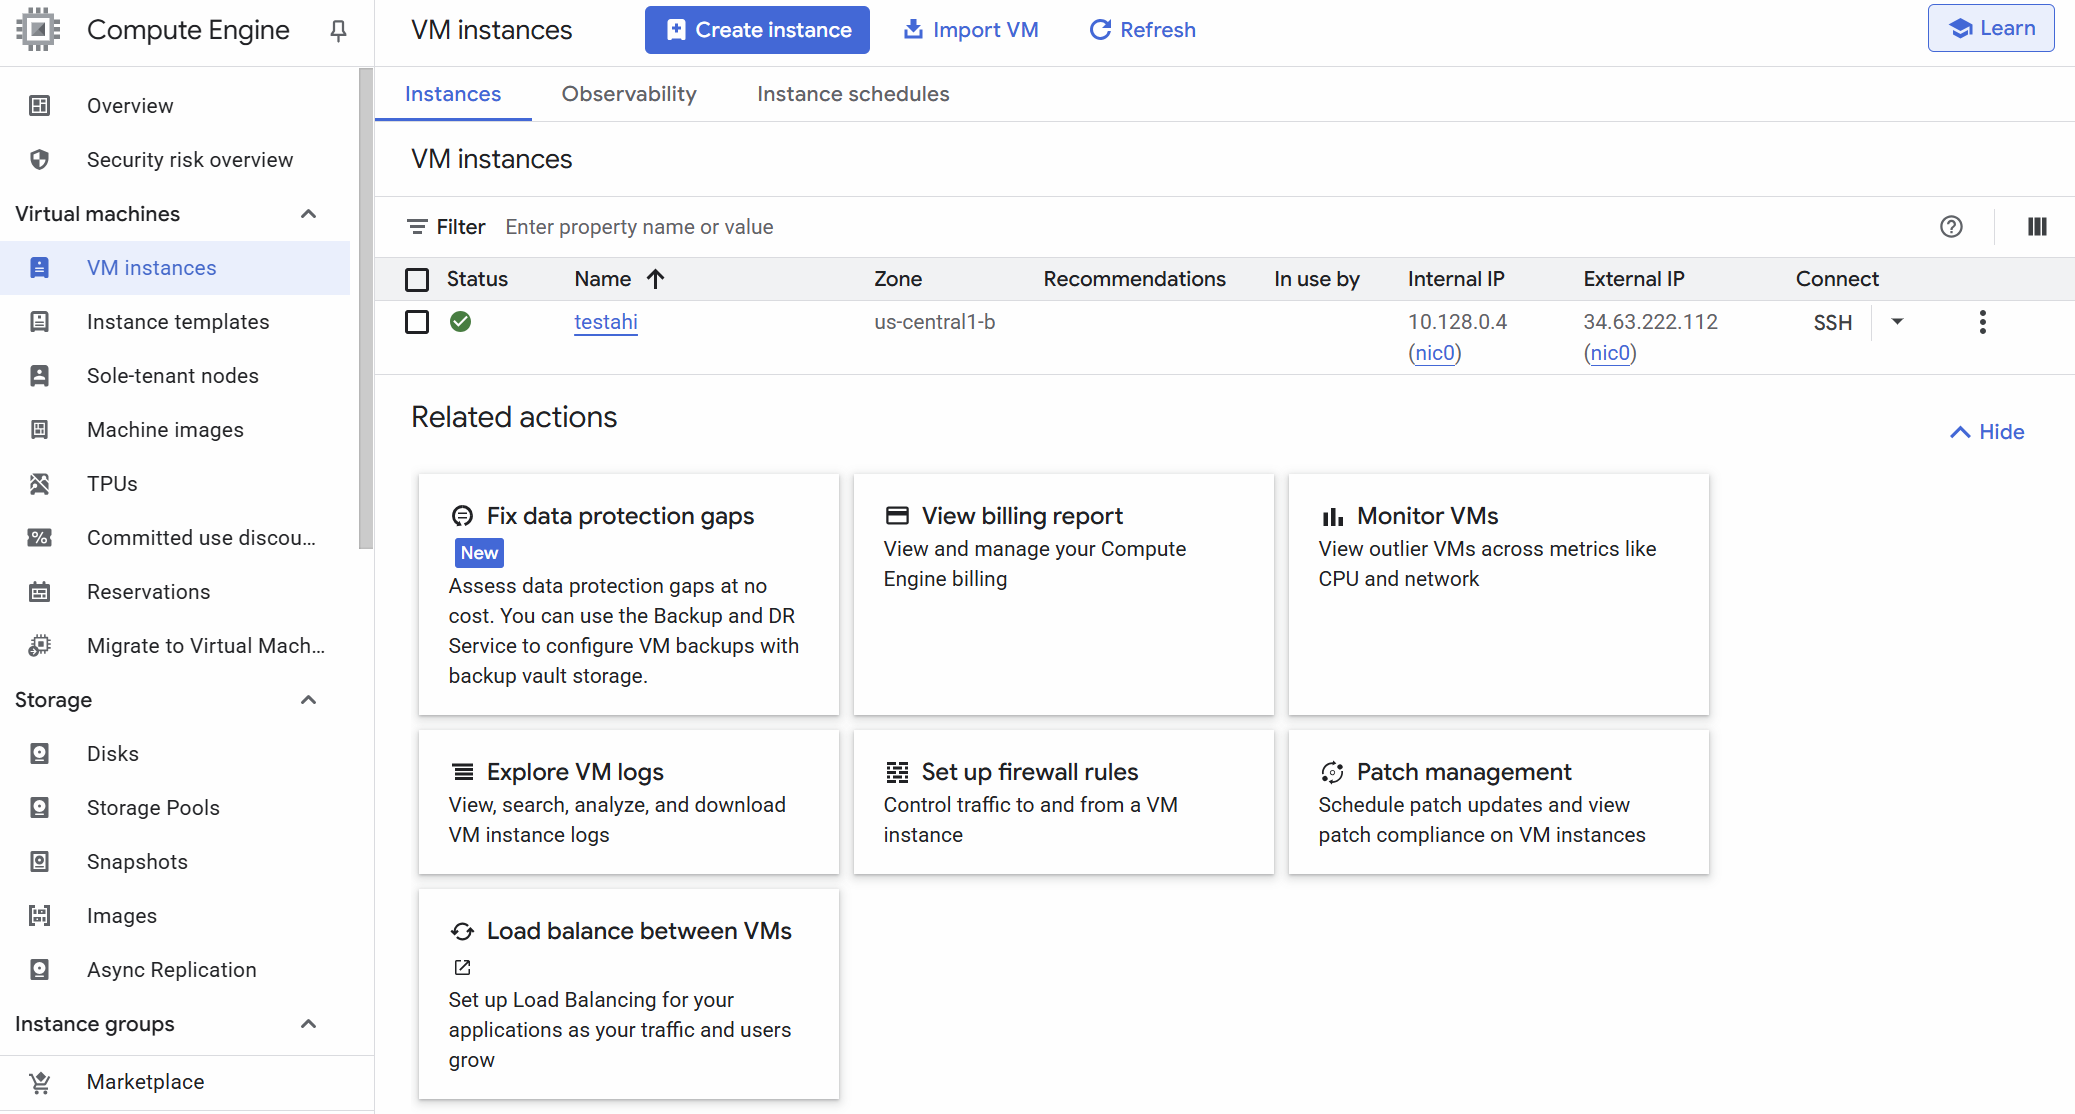 Compute Engine
VM instances
Create instance
Import VM
Refresh
Learn
Overview
Security risk overview
Virtual machines
VM instances
Instance templates
Sole-tenant nodes
Machine images
TPUs
Committed use discou...
Reservations
Migrate to Virtual Mach...
Storage
Disks
Storage Pools
Snapshots
Images
Async Replication
Instance groups
Marketplace
Instances Observability Instance schedules
VM instances
Filter Enter property name or value
Status Name Zone Recommendations In use by Internal IP External IP Connect
testahi us-central1-b 10.128.0.4 34.63.222.112 SSH
(nic0) (nic0)
Related actions
Hide
Fix data protection gaps
New
Assess data protection gaps at no
cost. You can use the Backup and DR
Service to configure VM backups with
backup vault storage.
View billing report
View and manage your Compute
Engine billing
Monitor VMs
View outlier VMs across metrics like
CPU and network
Explore VM logs
View, search, analyze, and download
VM instance logs
Set up firewall rules
Control traffic to and from a VM
instance
Patch management
Schedule patch updates and view
patch compliance on VM instances
Load balance between VMs
Set up Load Balancing for your
applications as your traffic and users
grow